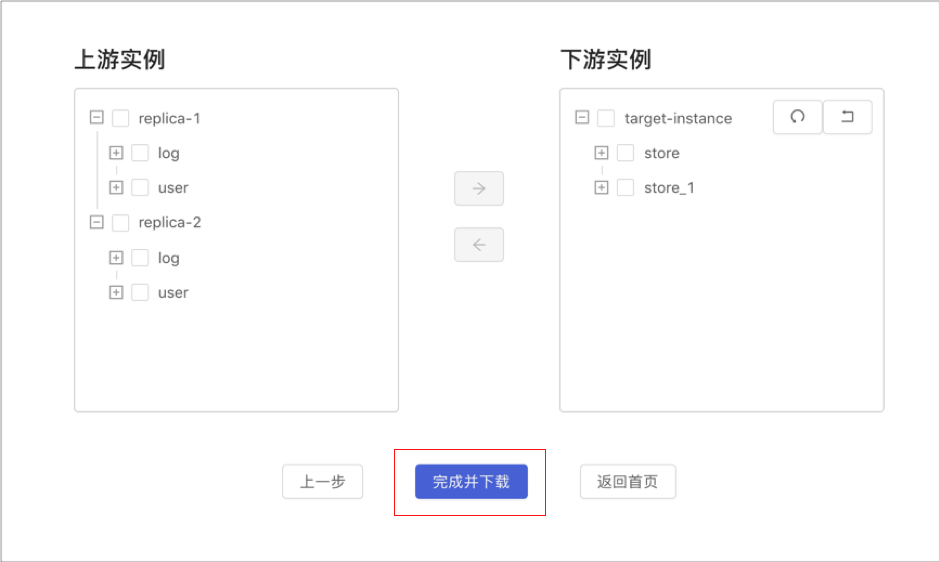 上游实例
replica-1
log
user
replica-2
log
user
下游实例
target-instance
store
store_1
上一步
完成并下载
返回首页